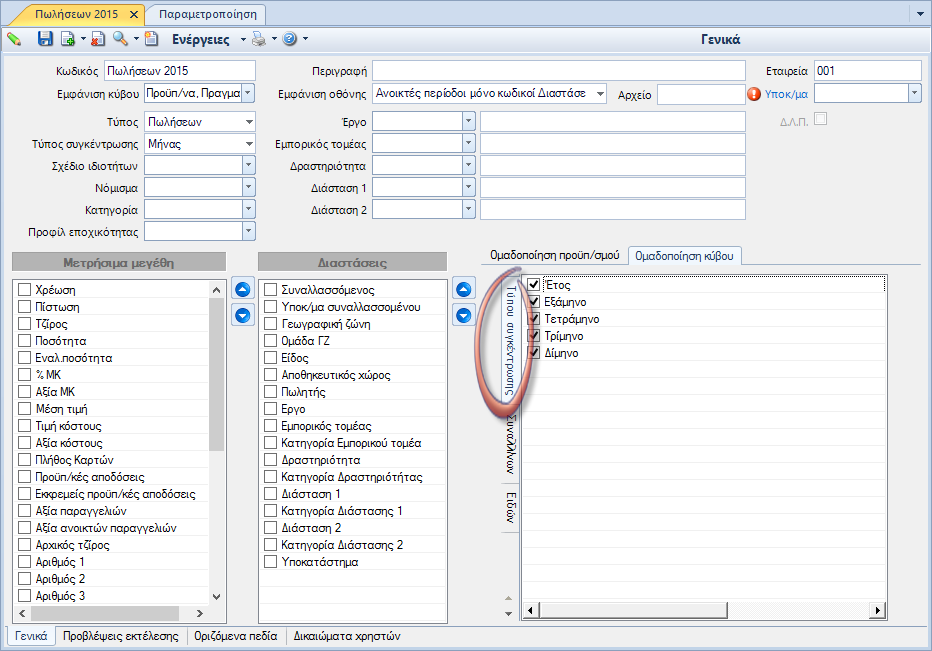 Πωλήσεων 2015 Παραμετροποίηση
Ενέργειες Γενικά
Κωδικός Πωλήσεων 2015 Περιγραφή Εταιρεία 001
Εμφάνιση κύβου Προϋπ/να, Πραγμα Εμφάνιση οθόνης Ανοικτές περίοδοι μόνο κωδικοί Διαστάσε Αρχείο Υποκ/μα
Τύπος Πωλήσεων Έργο Δ.Λ.Π.
Τύπος συγκέντρωσης Μήνας Εμπορικός τομέας
Σχέδιο ιδιοτήτων Δραστηριότητα
Νόμισμα Διάσταση 1
Κατηγορία Διάσταση 2
Προφίλ εποχικότητας
Μετρήσιμα μεγέθη
Χρέωση
Πίστωση
Τζίρος
Ποσότητα
Εναλ.ποσότητα
% ΜΚ
Αξία ΜΚ
Μέση τιμή
Τιμή κόστους
Αξία κόστους
Πλήθος Καρτών
Προϋπ/κές αποδόσεις
Εκκρεμείς προϋπ/κές αποδόσεις
Αξία παραγγελιών
Αξία ανοικτών παραγγελιών
Αρχικός τζίρος
Αριθμός 1
Αριθμός 2
Αριθμός 3
Διαστάσεις
Συναλλασσόμενος
Υποκ/μα συναλλασσομένου
Γεωγραφική ζώνη
Ομάδα ΓΖ
Είδος
Αποθηκευτικός χώρος
Πωλητής
Εργο
Εμπορικός τομέας
Κατηγορία Εμπορικού τομέα
Δραστηριότητα
Κατηγορία Δραστηριότήτας
Διάσταση 1
Κατηγορία Διάστασης 1
Διάσταση 2
Κατηγορία Διάστασης 2
Υποκατάστημα
Ομαδοποίηση προϋπ/σμού Ομαδοποίηση κύβου
Τύπου συγκέντρωσης
Συναλ/νων
Ειδών
Έτος
Εξάμηνο
Τετράμηνο
Τρίμηνο
Δίμηνο
Γενικά Προβλέψεις εκτέλεσης Οριζόμενα πεδία Δικαιώματα χρηστών